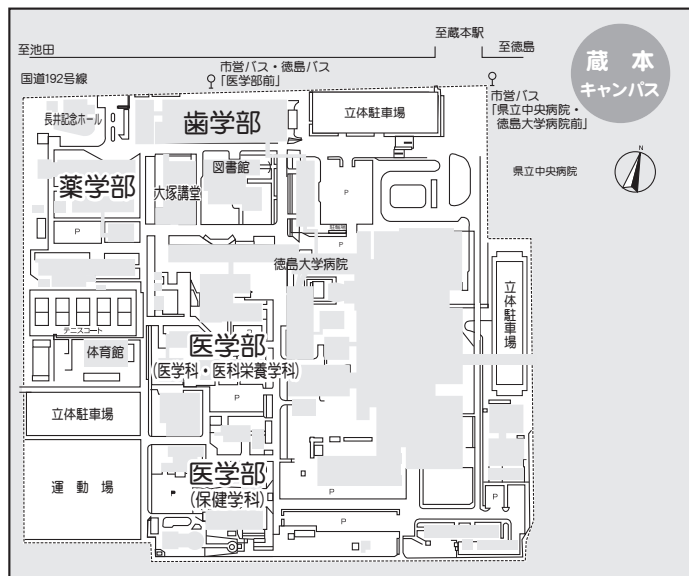 至蔵本駅
至池田
至徳島
蔵 本
キャンパス
市営バス・徳島バス
「医学部前」
国道192号線
市営バス
「県立中央病院・
徳島大学病院前」
長井記念ホール
歯学部
立体駐車場
県立中央病院
N
図書館
薬学部
大塚講堂
P
P
駐輪場
P
徳島大学病院
立体駐車場
テニスコート
医学部
(医学科・医科栄養学科)
体育館
P
P
立体駐車場
医学部
(保健学科)
運動場
P
P
P
P